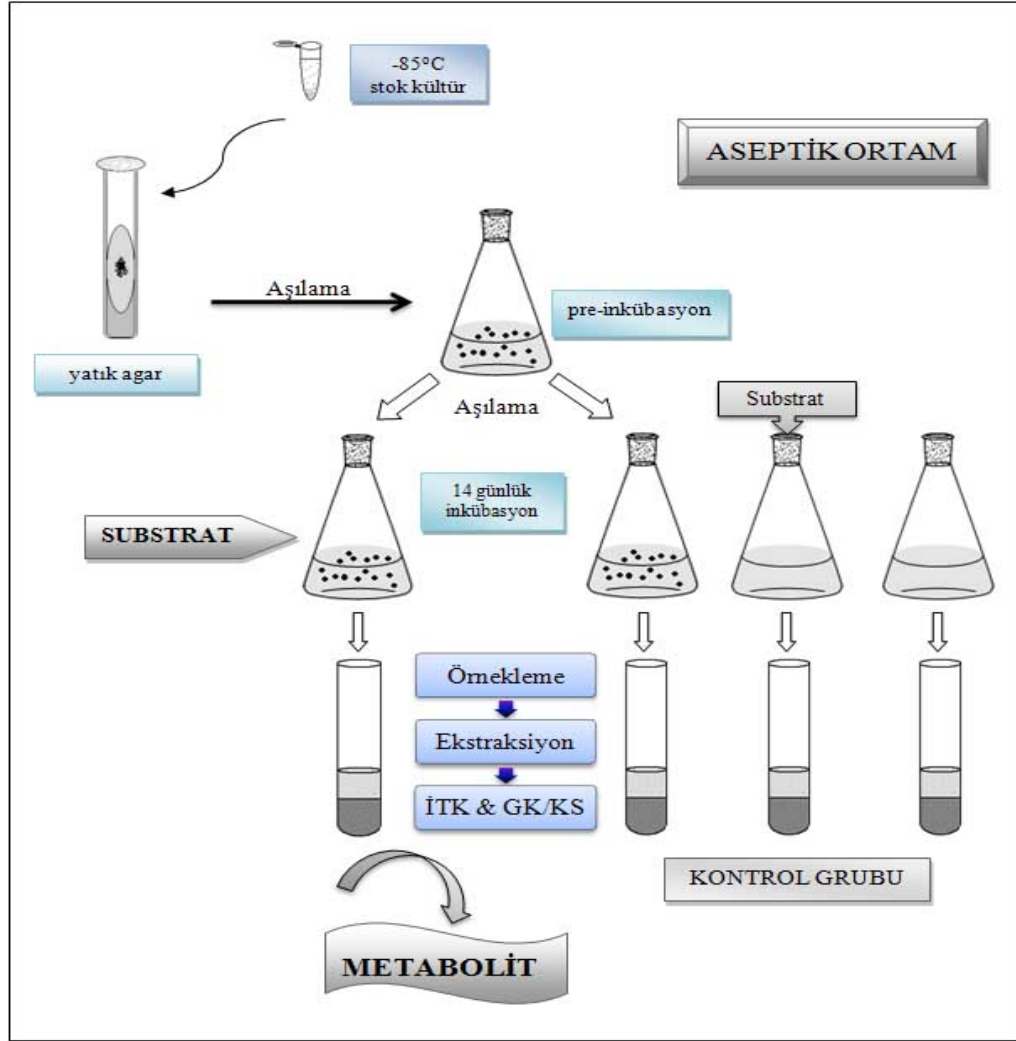 -85°C
stok kültür
ASEPTİK ORTAM
Aşılama
pre-inkübasyon
yatık agar
Aşılama
Substrat
14 günlük
inkübasyon
SUBSTRAT
Örnekleme
Ekstraksiyon
İTK & GK/KS
KONTROL GRUBU
METABOLİT